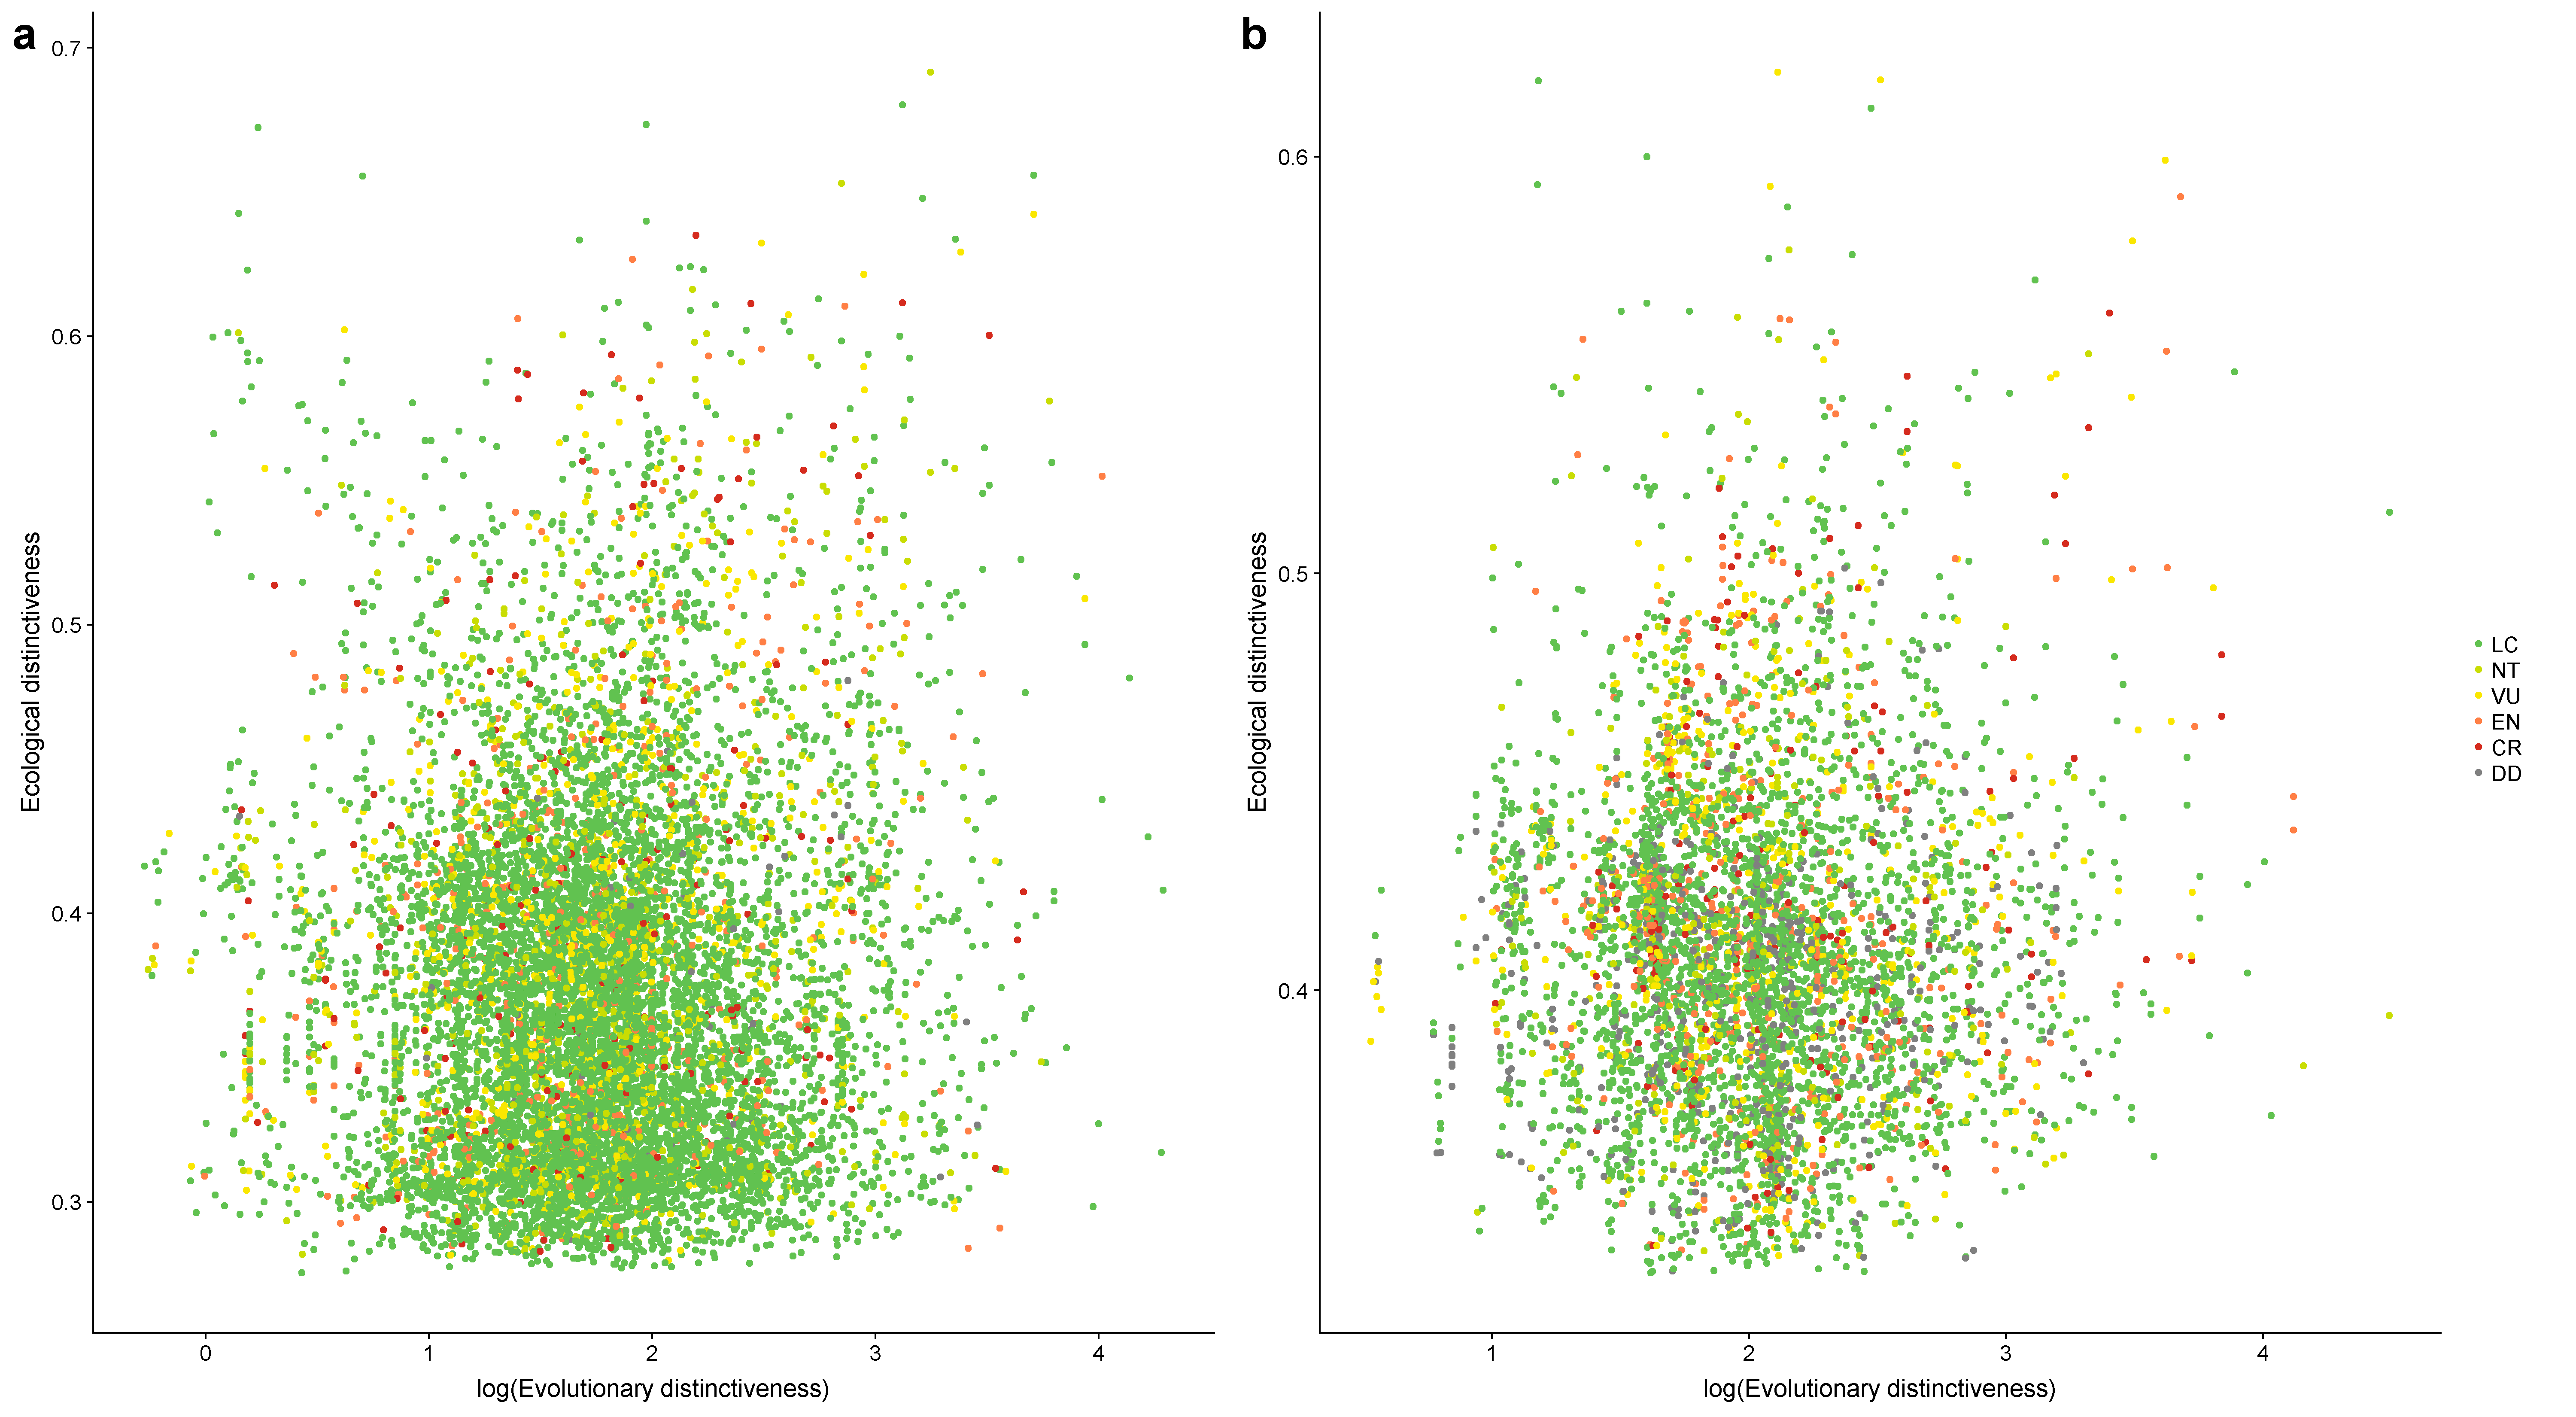 a
b
0.7
0.6
0.5
0.4
0.3
Ecological distinctiveness
0
1
2
3
4
log(Evolutionary distinctiveness)
0.6
0.5
0.4
Ecological distinctiveness
1
2
3
4
log(Evolutionary distinctiveness)
LC
NT
VU
EN
CR
DD